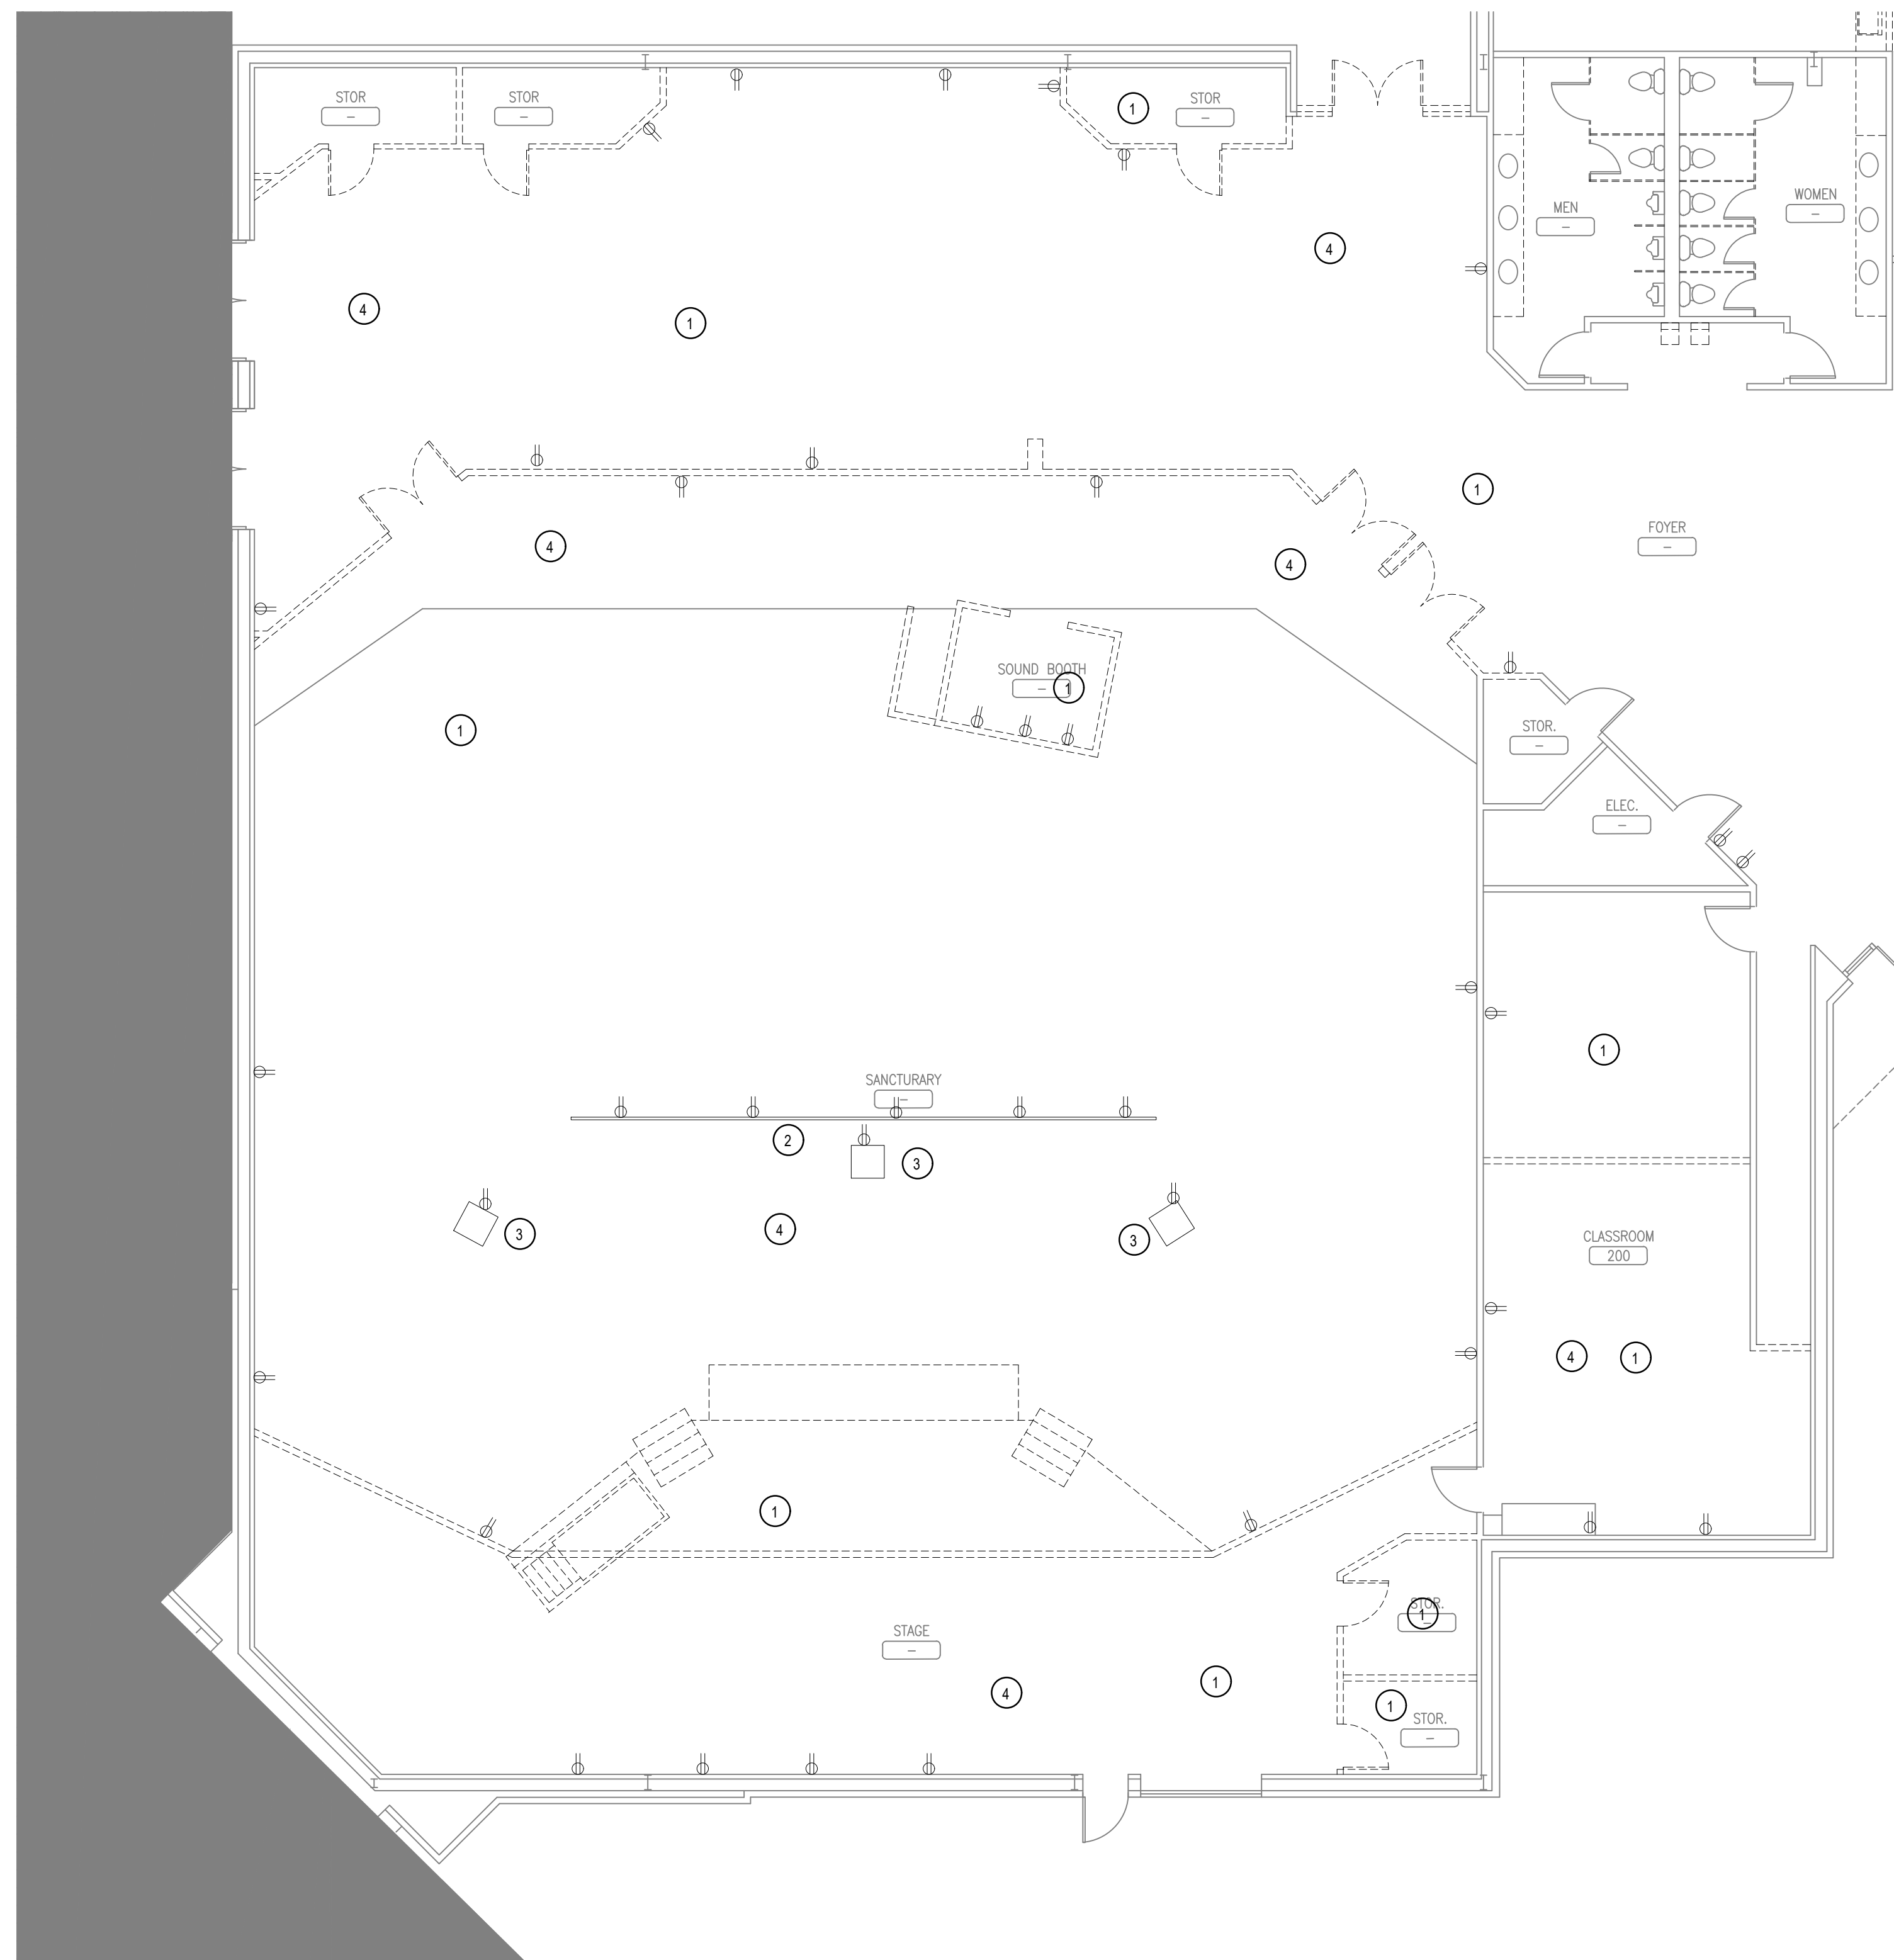 STOR
–
STOR
–
1
STOR
–
MEN
–
WOMEN
–
4
4
1
1
FOYER
–
4
4
SOUND BOOTH
–
1
1
STOR.
–
ELEC.
–
1
SANCTURARY
–
2
3
3
4
3
CLASSROOM
200
4
1
1
STOR.
–
1
STAGE
–
4
1
1
STOR.
–